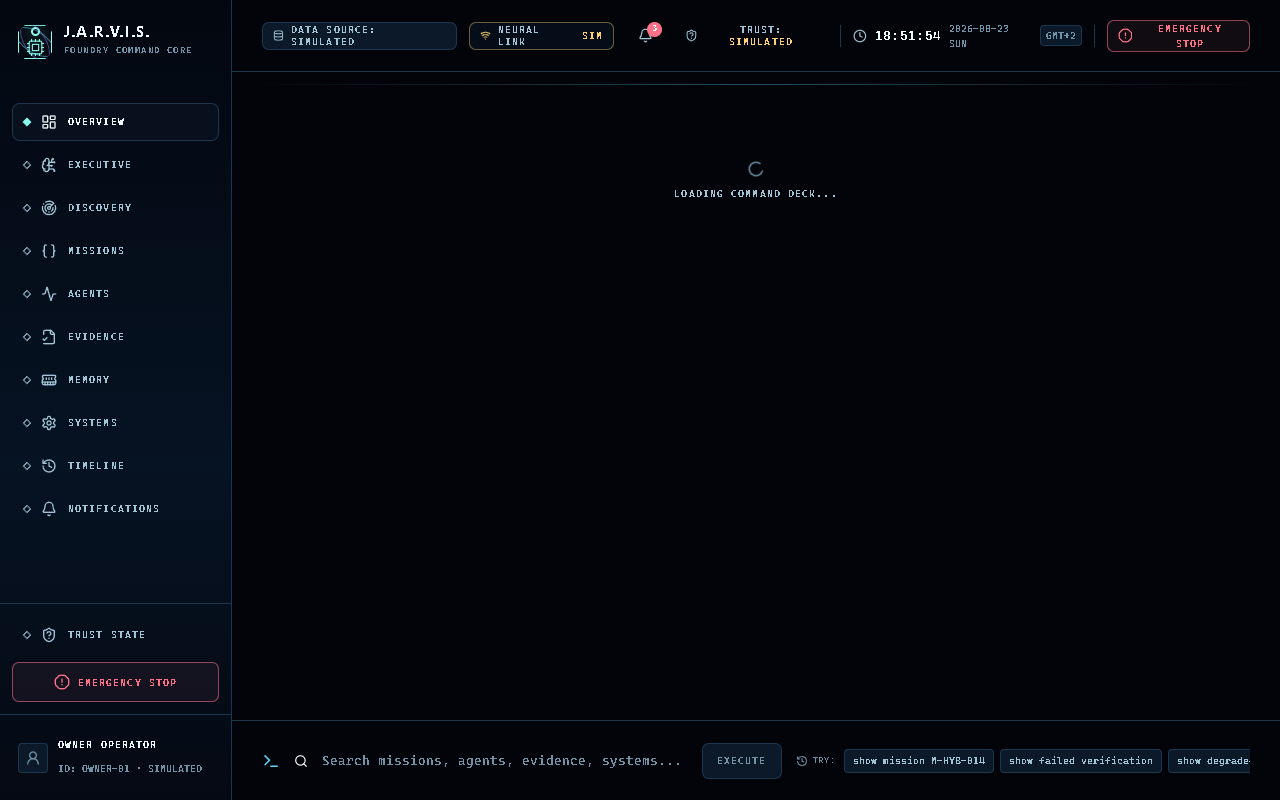 J.A.R.V.I.S.
FOUNDRY COMMAND CORE
OVERVIEW
EXECUTIVE
DISCOVERY
MISSIONS
AGENTS
EVIDENCE
MEMORY
SYSTEMS
TIMELINE
NOTIFICATIONS
TRUST STATE
EMERGENCY STOP
OWNER OPERATOR
ID: OWNER-01 • SIMULATED
DATA SOURCE:
SIMULATED
NEURAL
LINK
SIM
3
TRUST:
SIMULATED
18:51:54
2026-08-23
SUN
GMT+2
EMERGENCY
STOP
LOADING COMMAND DECK...
Search missions, agents, evidence, systems...
EXECUTE
TRY:
show mission M-HYB-014
show failed verification
show degrade